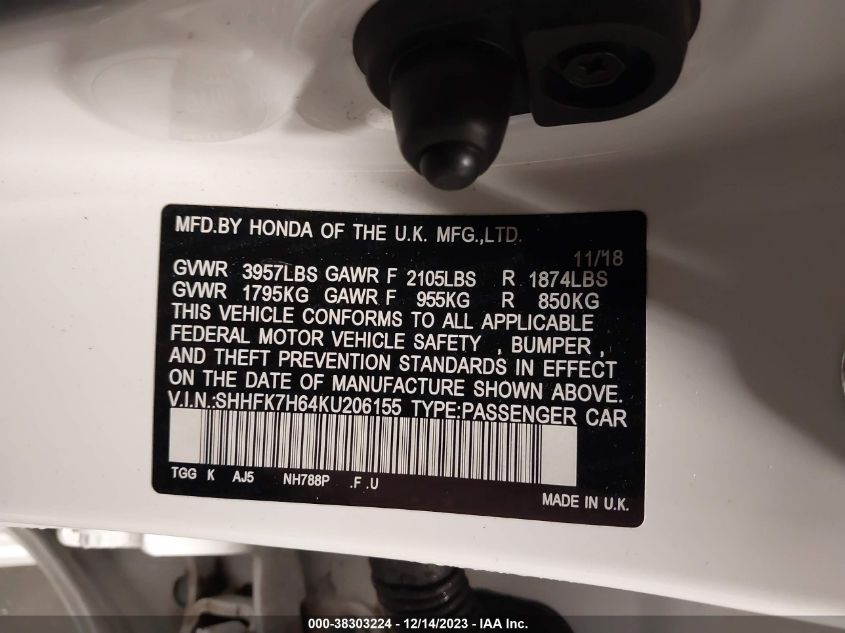 MFD.BY HONDA OF THE U.K. MFG.,LTD.
11/18
GVWR 3957LBS GAWR F 2105LBS R 1874LBS
GVWR 1795KG GAWR F 955KG R 850KG
THIS VEHICLE CONFORMS TO ALL APPLICABLE
FEDERAL MOTOR VEHICLE SAFETY , BUMPER ,
AND THEFT PREVENTION STANDARDS IN EFFECT
ON THE DATE OF MANUFACTURE SHOWN ABOVE.
V.I.N.:SHHFK7H64KU206155 TYPE:PASSENGER CAR
TGG K AJ5 NH788P .F .U
MADE IN U.K.
000-38303224 - 12/14/2023 - IAA Inc.